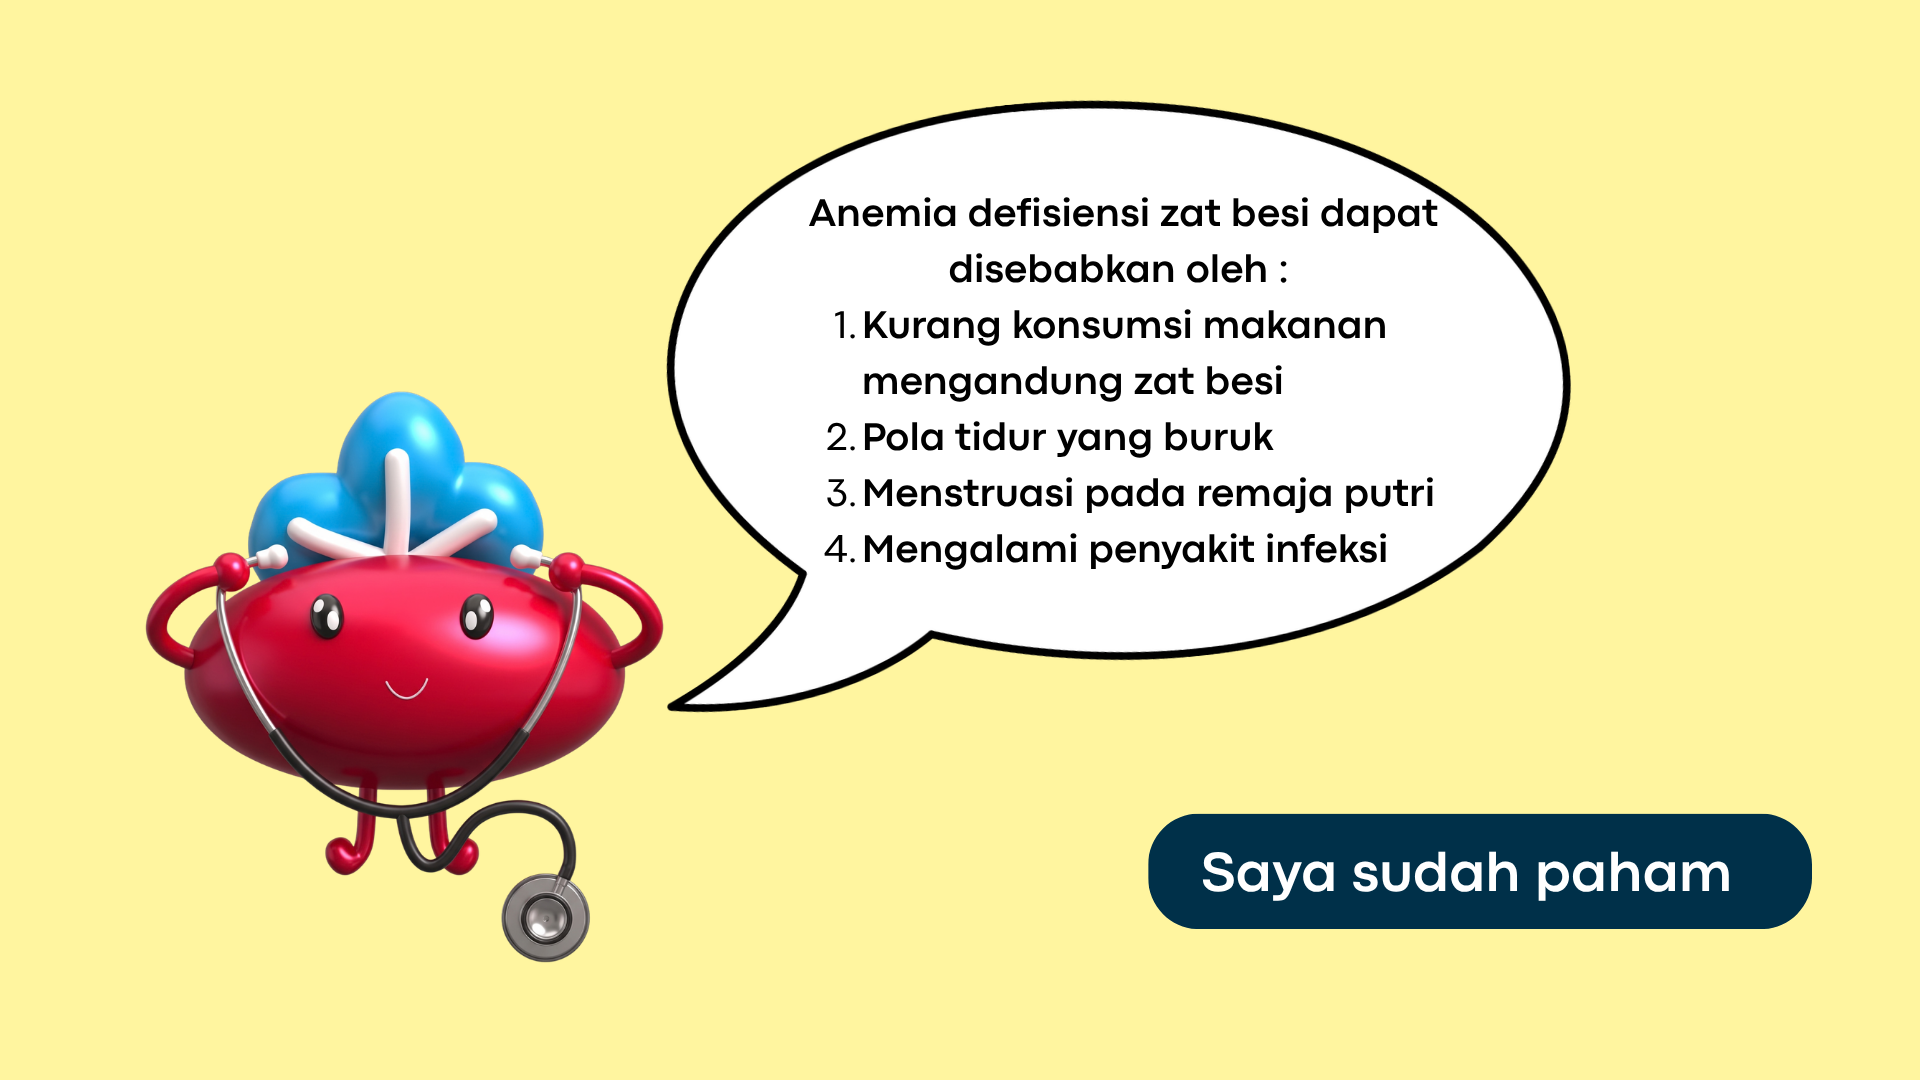 Anemia defisiensi zat besi dapat
disebabkan oleh :
1. Kurang konsumsi makanan
mengandung zat besi
2. Pola tidur yang buruk
3. Menstruasi pada remaja putri
4. Mengalami penyakit infeksi
Saya sudah paham